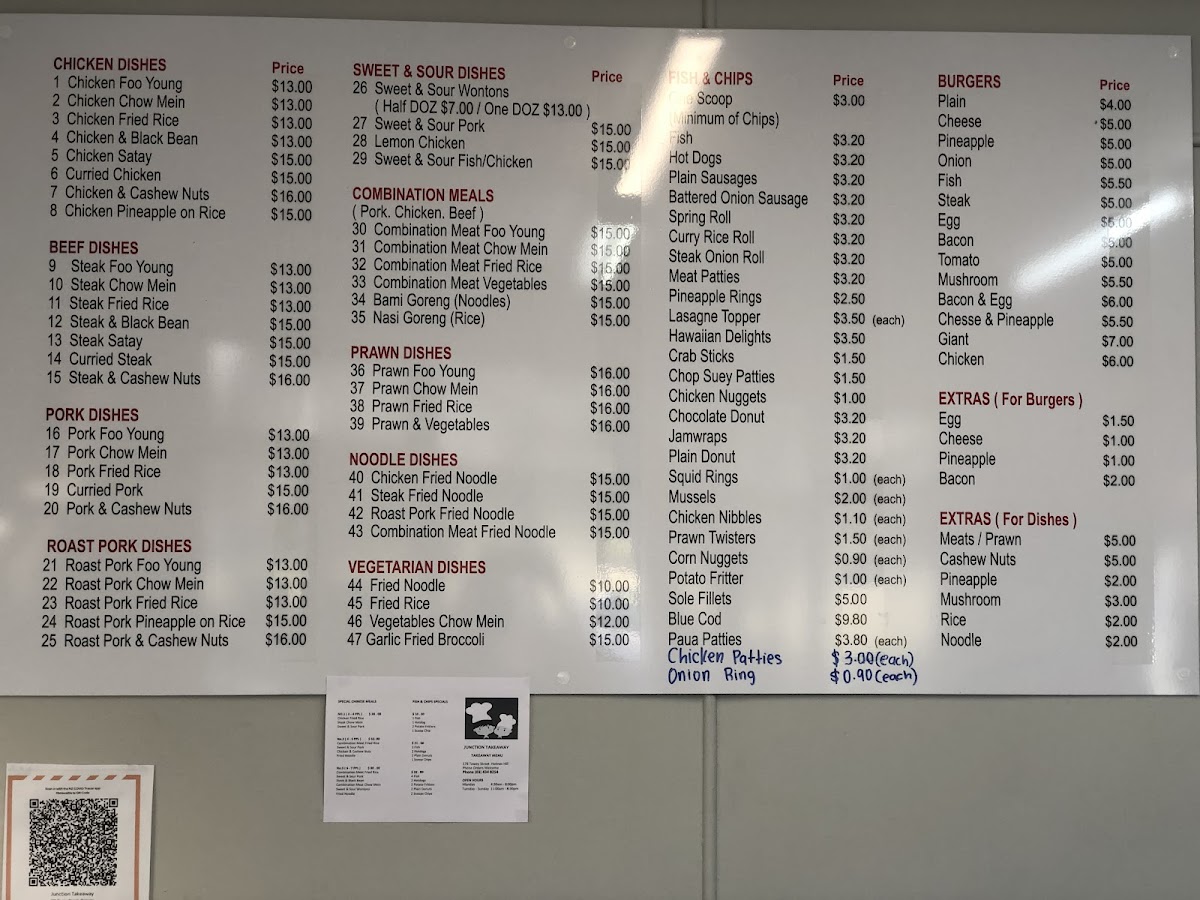 CHICKEN DISHES
Price
1 Chicken Foo Young $13.00
2 Chicken Chow Mein $13.00
3 Chicken Fried Rice $13.00
4 Chicken & Black Bean $13.00
5 Chicken Satay $15.00
6 Curried Chicken $15.00
7 Chicken & Cashew Nuts $16.00
8 Chicken Pineapple on Rice $15.00
BEEF DISHES
9 Steak Foo Young $13.00
10 Steak Chow Mein $13.00
11 Steak Fried Rice $13.00
12 Steak & Black Bean $15.00
13 Steak Satay $15.00
14 Curried Steak $15.00
15 Steak & Cashew Nuts $16.00
PORK DISHES
16 Pork Foo Young $13.00
17 Pork Chow Mein $13.00
18 Pork Fried Rice $13.00
19 Curried Pork $15.00
20 Pork & Cashew Nuts $16.00
ROAST PORK DISHES
21 Roast Pork Foo Young $13.00
22 Roast Pork Chow Mein $13.00
23 Roast Pork Fried Rice $13.00
24 Roast Pork Pineapple on Rice $15.00
25 Roast Pork & Cashew Nuts $16.00
SWEET & SOUR DISHES Price
26 Sweet & Sour Wontons
( Half DOZ $7.00 / One DOZ $13.00 )
27 Sweet & Sour Pork $15.00
28 Lemon Chicken $15.00
29 Sweet & Sour Fish/Chicken $15.00
COMBINATION MEALS
( Pork. Chicken. Beef )
30 Combination Meat Foo Young $15.00
31 Combination Meat Chow Mein $15.00
32 Combination Meat Fried Rice $15.00
33 Combination Meat Vegetables $15.00
34 Bami Goreng (Noodles) $15.00
35 Nasi Goreng (Rice) $15.00
PRAWN DISHES
36 Prawn Foo Young $16.00
37 Prawn Chow Mein $16.00
38 Prawn Fried Rice $16.00
39 Prawn & Vegetables $16.00
NOODLE DISHES
40 Chicken Fried Noodle $15.00
41 Steak Fried Noodle $15.00
42 Roast Pork Fried Noodle $15.00
43 Combination Meat Fried Noodle $15.00
VEGETARIAN DISHES
44 Fried Noodle $10.00
45 Fried Rice $10.00
46 Vegetables Chow Mein $12.00
47 Garlic Fried Broccoli $15.00
FISH & CHIPS Price
Scoop $3.00
(Minimum of Chips)
Fish $3.20
Hot Dogs $3.20
Plain Sausages $3.20
Battered Onion Sausage $3.20
Spring Roll $3.20
Curry Rice Roll $3.20
Steak Onion Roll $3.20
Meat Patties $3.20
Pineapple Rings $2.50
Lasagne Topper $3.50 (each)
Hawaiian Delights $3.50
Crab Sticks $1.50
Chop Suey Patties $1.50
Chicken Nuggets $1.00
Chocolate Donut $3.20
Jamwraps $3.20
Plain Donut $3.20
Squid Rings $1.00 (each)
Mussels $2.00 (each)
Chicken Nibbles $1.10 (each)
Prawn Twisters $1.50 (each)
Corn Nuggets $0.90 (each)
Potato Fritter $1.00 (each)
Sole Fillets $5.00
Blue Cod $9.80
Paua Patties $3.80 (each)
Chicken Patties $3.00 (each)
Onion Ring $0.90 (each)
BURGERS Price
Plain $4.00
Cheese $5.00
Pineapple $5.00
Onion $5.00
Fish $5.50
Steak $5.00
Egg $5.00
Bacon $5.00
Tomato $5.00
Mushroom $5.50
Bacon & Egg $6.00
Chesse & Pineapple $5.50
Giant $7.00
Chicken $6.00
EXTRAS ( For Burgers )
Egg $1.50
Cheese $1.00
Pineapple $1.00
Bacon $2.00
EXTRAS ( For Dishes )
Meats / Prawn $5.00
Cashew Nuts $5.00
Pineapple $2.00
Mushroom $3.00
Rice $2.00
Noodle $2.00
SPECIAL CHINESE MEALS
FISH & CHIPS SPECIALS
JUNCTION TAKEAWAY
TAKEAWAY MENU
OPEN HOURS
Junction Takeaway